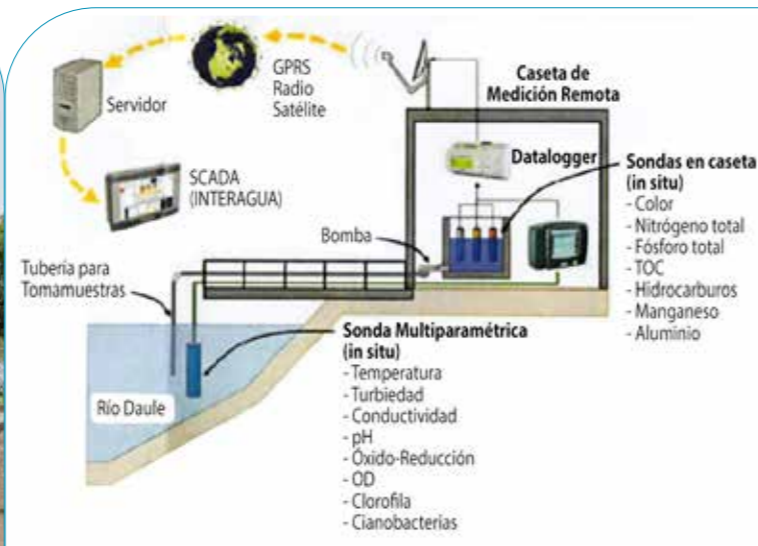 GPRS
Radio
Satélite
Servidor
SCADA
(INTERAGUA)
Caseta de
Medición Remota
Datalogger
Sondas en caseta
(in situ)
- Color
- Nitrógeno total
- Fósforo total
- TOC
- Hidrocarburos
- Manganeso
- Aluminio
Bomba
Tubería para
Tomamuestras
Río Daule
Sonda Multiparamétrica
(in situ)
- Temperatura
- Turbiedad
- Conductividad
- pH
- Óxido-Reducción
- OD
- Clorofila
- Cianobacterias